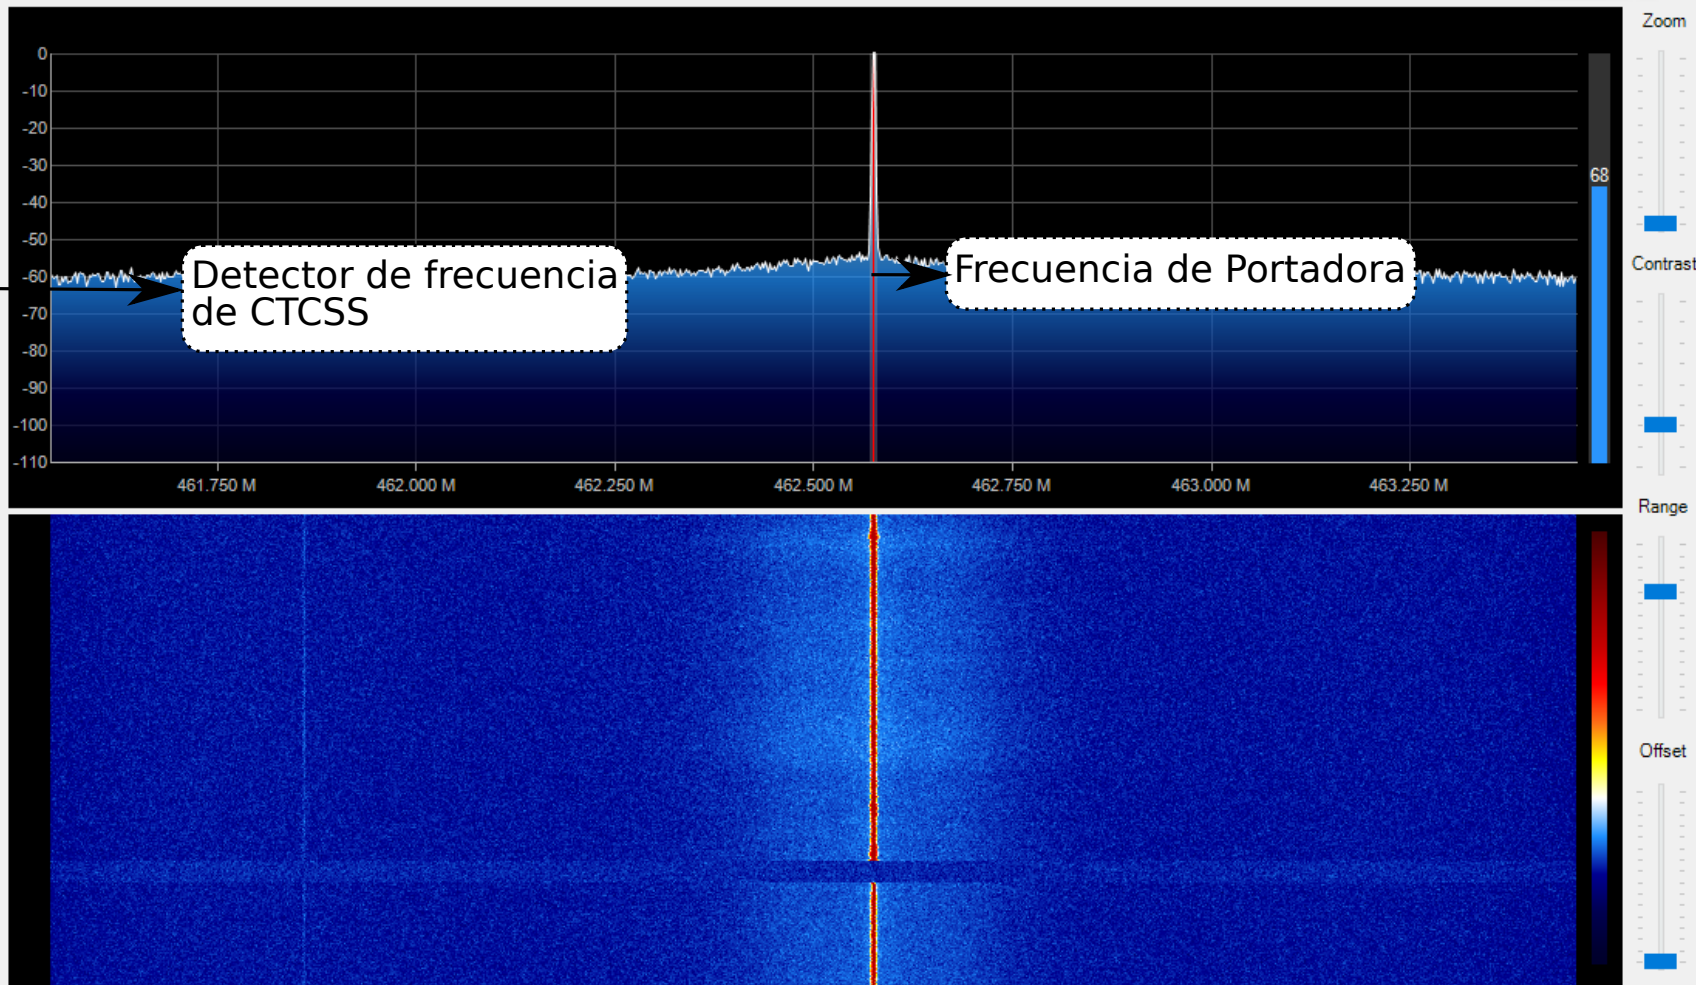 Zoom
0
-10
-20
-30
-40
-50
-60
-70
-80
-90
-100
-110
68
Detector de frecuencia
de CTCSS
Frecuencia de Portadora
Contrast
461.750 M
462.000 M
462.250 M
462.500 M
462.750 M
463.000 M
463.250 M
Range
Offset